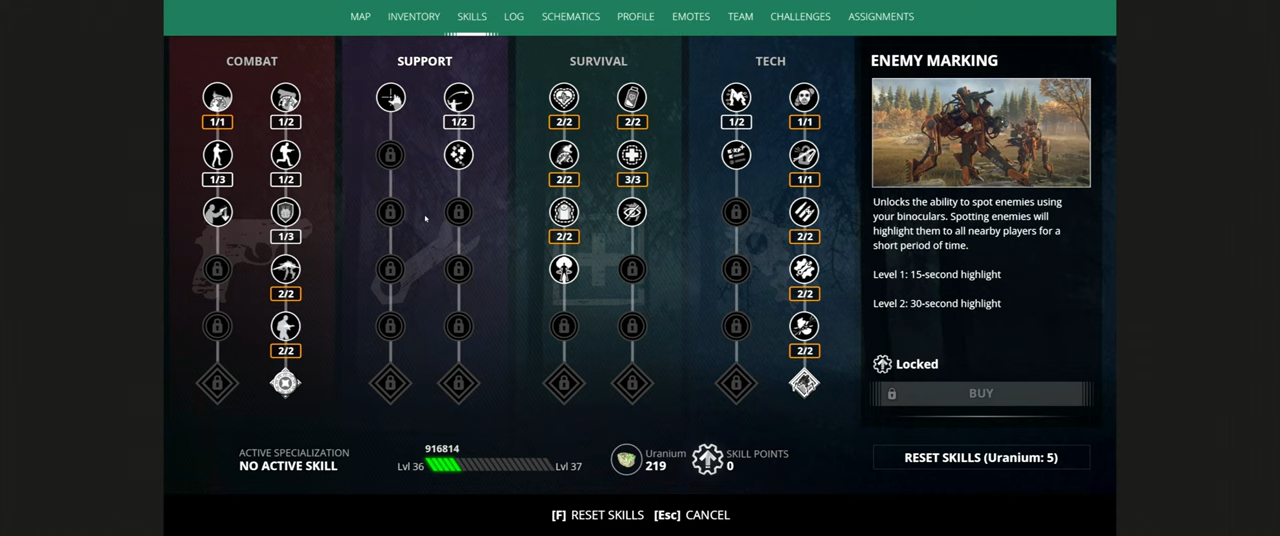 MAP INVENTORY SKILLS LOG SCHEMATICS PROFILE EMOTES TEAM CHALLENGES ASSIGNMENTS
COMBAT SUPPORT SURVIVAL TECH
1/1 1/2 1/2 2/2 2/2 1/2 1/1
1/3 1/2 2/2 3/3 1/1
1/3 2/2 2/2
2/2 2/2
2/2 2/2
ENEMY MARKING
Unlocks the ability to spot enemies using
your binoculars. Spotting enemies will
highlight them to all nearby players for a
short period of time.
Level 1: 15-second highlight
Level 2: 30-second highlight
Locked
BUY
ACTIVE SPECIALIZATION
NO ACTIVE SKILL
916814
Lvl 36 Lvl 37
Uranium
219
SKILL POINTS
0
RESET SKILLS (Uranium: 5)
[F] RESET SKILLS [Esc] CANCEL